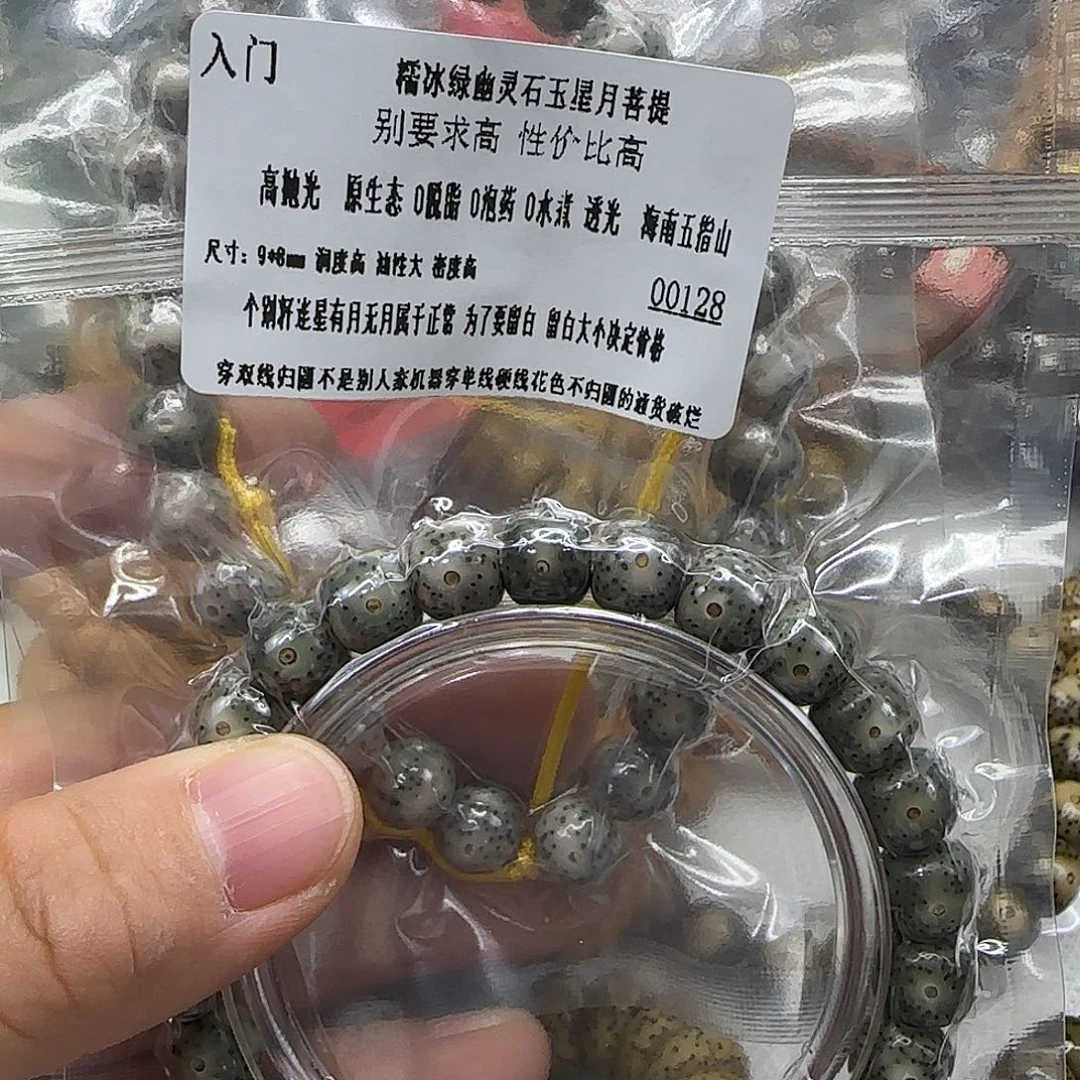 入门
糯冰绿幽灵石玉星月菩提
别要求高 性价比高
高抛光 原生态 0脱脂 0泡药 0水煮 透光 海南五指山
尺寸：9*8mm 润度高 油性大 密度高
00128
个别歼连星有月无月属于正常 为了要留白 留白大小决定价格
穿双线归圆不是别人家机器穿单线硬线花色不归圆的通货破烂